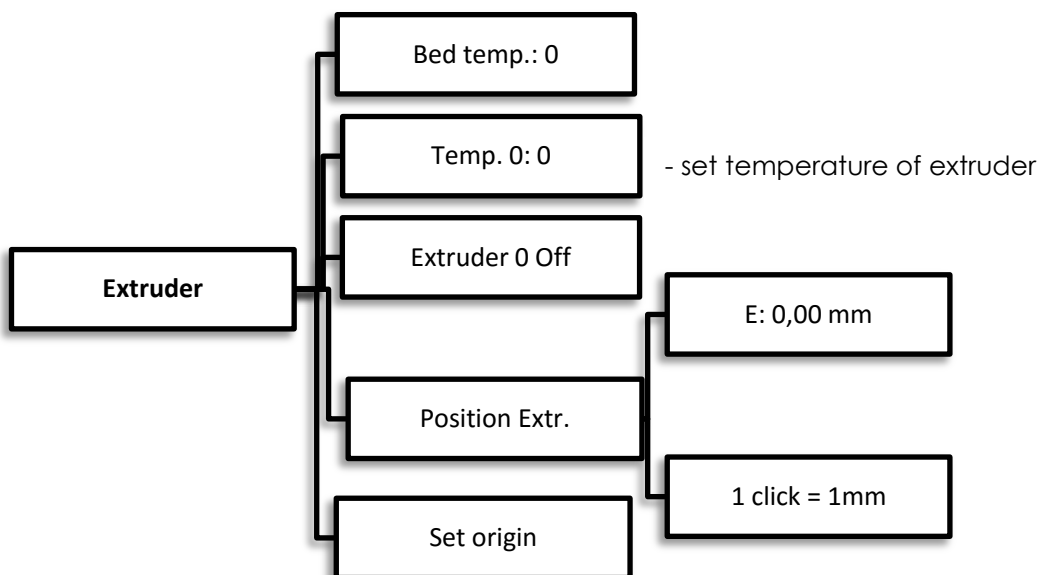 Bed temp.: 0
Temp. 0: 0
- set temperature of extruder
Extruder 0 Off
Extruder
E: 0,00 mm
Position Extr.
1 click = 1mm
Set origin